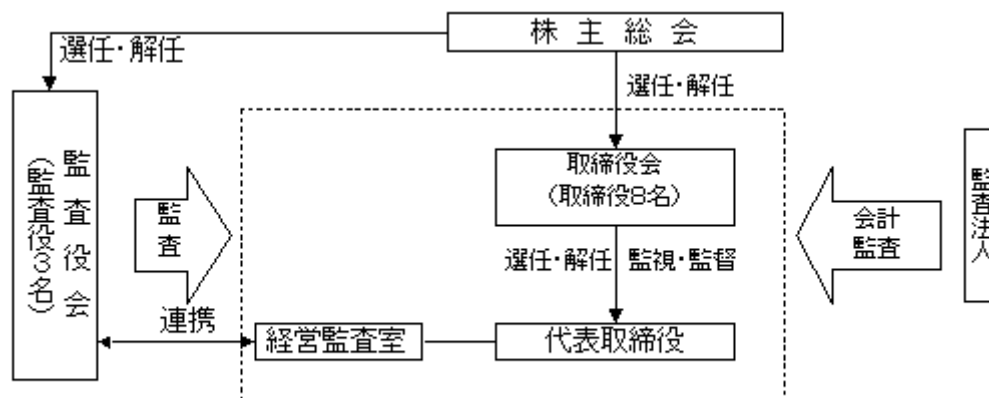 株主総会
選任・解任
選任・解任
監査役会
(監査役3名)
取締役会
(取締役8名)
監査法人
監査
会計
監査
選任・解任 監視・監督
連携
経営監査室
代表取締役